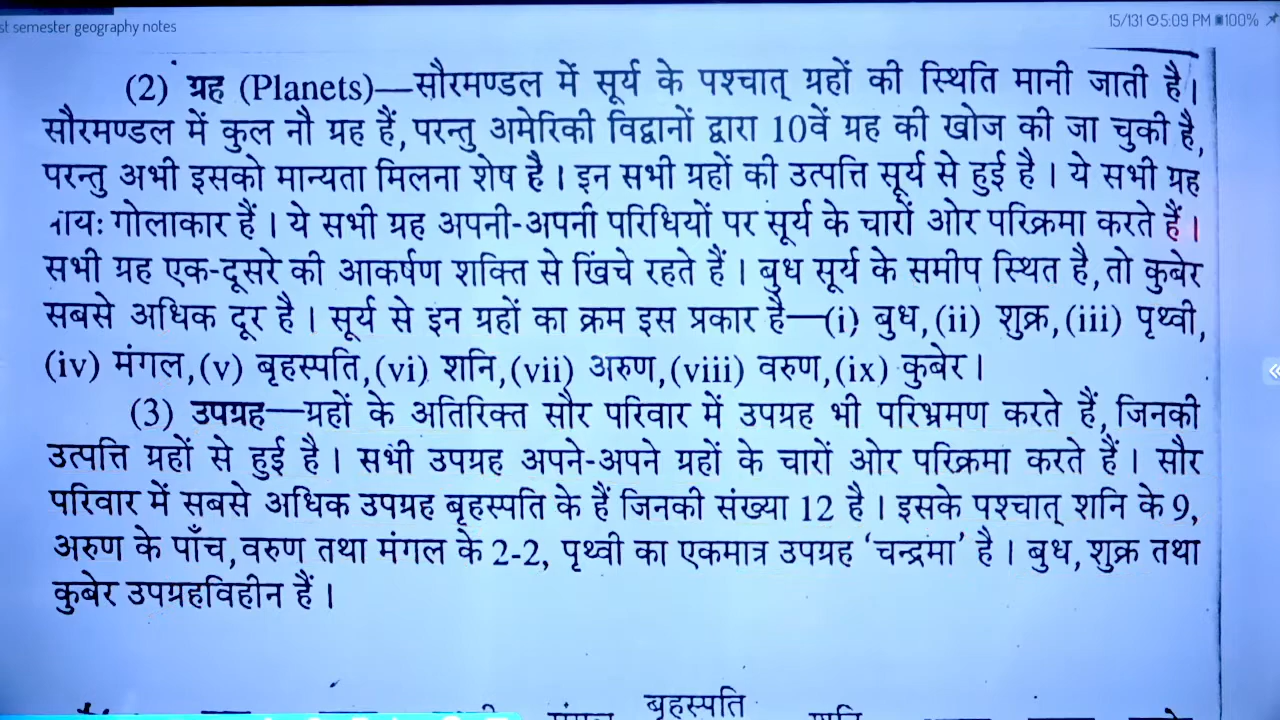 st semester geography notes
15/131 5:09 PM 100%
(2) ग्रह (Planets)—सौरमण्डल में सूर्य के पश्चात् ग्रहों की स्थिति मानी जाती है।
सौरमण्डल में कुल नौ ग्रह हैं, परन्तु अमेरिकी विद्वानों द्वारा 10वें ग्रह की खोज की जा चुकी है,
परन्तु अभी इसको मान्यता मिलना शेष है। इन सभी ग्रहों की उत्पत्ति सूर्य से हुई है। ये सभी ग्रह
गोलाकार हैं। ये सभी ग्रह अपनी-अपनी परिधियों पर सूर्य के चारों ओर परिक्रमा करते हैं।
सभी ग्रह एक-दूसरे की आकर्षण शक्ति से खिंचे रहते हैं। बुध सूर्य के समीप स्थित है, तो कुबेर
सबसे अधिक दूर है। सूर्य से इन ग्रहों का क्रम इस प्रकार है—(i) बुध, (ii) शुक्र, (iii) पृथ्वी,
(iv) मंगल, (v) बृहस्पति, (vi) शनि, (vii) अरुण, (viii) वरुण, (ix) कुबेर।
(3) उपग्रह—ग्रहों के अतिरिक्त सौर परिवार में उपग्रह भी परिभ्रमण करते हैं, जिनकी
उत्पत्ति ग्रहों से हुई है। सभी उपग्रह अपने-अपने ग्रहों के चारों ओर परिक्रमा करते हैं। सौर
परिवार में सबसे अधिक उपग्रह बृहस्पति के हैं जिनकी संख्या 12 है। इसके पश्चात् शनि के 9,
अरुण के पाँच, वरुण तथा मंगल के 2-2, पृथ्वी का एकमात्र उपग्रह ‘चन्द्रमा’ है। बुध, शुक्र तथा
कुबेर उपग्रहविहीन हैं।
बृहस्पति